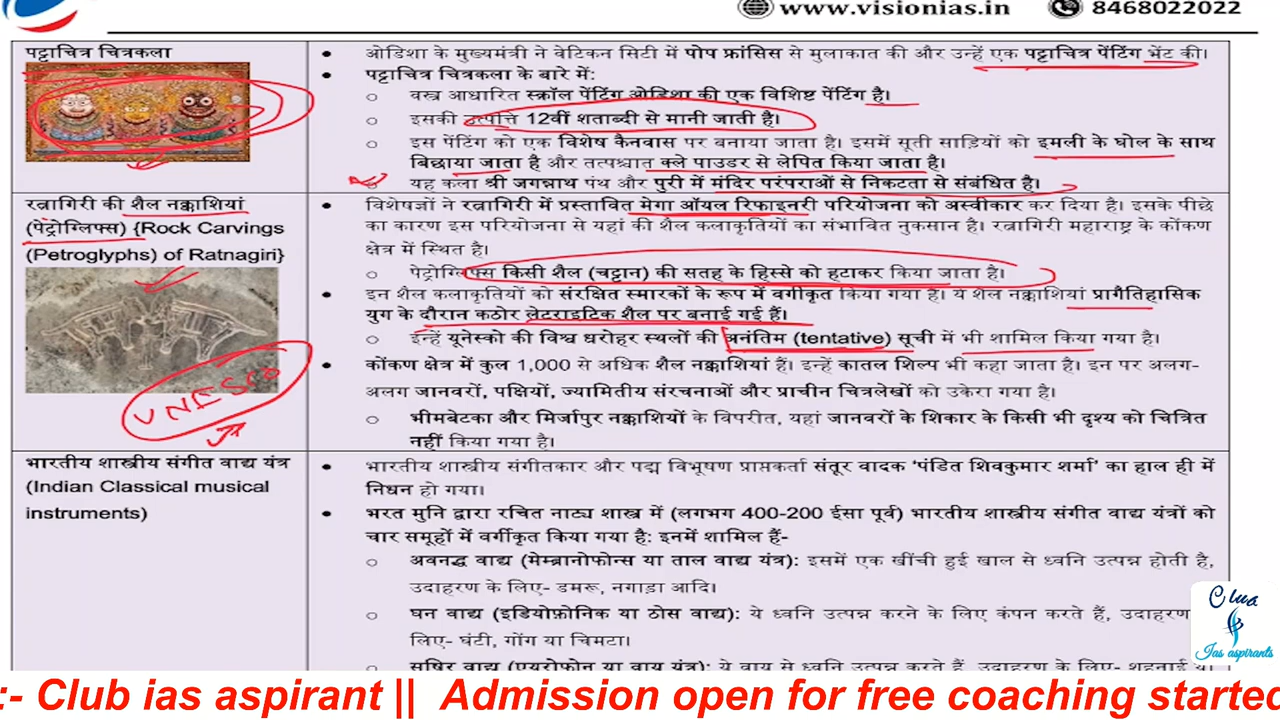 www.visionias.in
8468022022
पट्टाचित्र चित्रकला
ओडिशा के मुख्यमंत्री ने वेटिकन सिटी में पोप फ्रांसिस से मुलाकात की और उन्हें एक पट्टाचित्र पेंटिंग भेंट की।
पट्टाचित्र चित्रकला के बारे में:
वस्त्र आधारित स्क्रॉल पेंटिंग ओडिशा की एक विशिष्ट पेंटिंग है।
इसकी उत्पत्ति 12वीं शताब्दी से मानी जाती है।
इस पेंटिंग को एक विशेष कैनवास पर बनाया जाता है। इसमें सूती साड़ियों को इमली के घोल के साथ
बिछाया जाता है और तत्पश्चात क्ले पाउडर से लेपित किया जाता है।
यह कला श्री जगन्नाथ पंथ और पुरी में मंदिर परंपराओं से निकटता से संबंधित है।
रत्नागिरी की शैल नक्काशियां
(पेट्रोग्लिफ्स) {Rock Carvings
(Petroglyphs) of Ratnagiri}
विशेषज्ञों ने रत्नागिरी में प्रस्तावित मेगा ऑयल रिफाइनरी परियोजना को अस्वीकार कर दिया है। इसके पीछे
का कारण इस परियोजना से यहां की शैल कलाकृतियों का संभावित नुकसान है। रत्नागिरी महाराष्ट्र के कोंकण
क्षेत्र में स्थित है।
पेट्रोग्लिफ्स किसी शैल (चट्टान) की सतह के हिस्से को हटाकर किया जाता है।
इन शैल कलाकृतियों को संरक्षित स्मारकों के रूप में वर्गीकृत किया गया है। ये शैल नक्काशियां प्रागैतिहासिक
युग के दौरान कठोर लेटराइटिक शैल पर बनाई गई हैं।
इन्हें यूनेस्को की विश्व धरोहर स्थलों की अनंतिम (tentative) सूची में भी शामिल किया गया है।
कोंकण क्षेत्र में कुल 1,000 से अधिक शैल नक्काशियां हैं। इन्हें कातल शिल्प भी कहा जाता है। इन पर अलग-
अलग जानवरों, पक्षियों, ज्यामितीय संरचनाओं और प्राचीन चित्रलेखों को उकेरा गया है।
भीमबेटका और मिर्जापुर नक्काशियों के विपरीत, यहां जानवरों के शिकार के किसी भी दृश्य को चित्रित
नहीं किया गया है।
UNESCO
भारतीय शास्त्रीय संगीत वाद्य यंत्र
(Indian Classical musical
instruments)
भारतीय शास्त्रीय संगीतकार और पद्म विभूषण प्राप्तकर्ता संतूर वादक 'पंडित शिवकुमार शर्मा' का हाल ही में
निधन हो गया।
भरत मुनि द्वारा रचित नाट्य शास्त्र में (लगभग 400-200 ईसा पूर्व) भारतीय शास्त्रीय संगीत वाद्य यंत्रों को
चार समूहों में वर्गीकृत किया गया है: इनमें शामिल हैं-
अवनद्ध वाद्य (मेम्ब्रानोफोन्स या ताल वाद्य यंत्र): इसमें एक खींची हुई खाल से ध्वनि उत्पन्न होती है,
उदाहरण के लिए- डमरू, नगाड़ा आदि।
घन वाद्य (इडियोफ़ोनिक या ठोस वाद्य): ये ध्वनि उत्पन्न करने के लिए कंपन करते हैं, उदाहरण
लिए- घंटी, गोंग या चिमटा।
सुषिर वाद्य (एयरोफोन या वायु यंत्र): ये वायु से ध्वनि उत्पन्न करते हैं, उदाहरण के लिए- शहनाई
Club
Ias aspirants
:- Club ias aspirant || Admission open for free coaching started